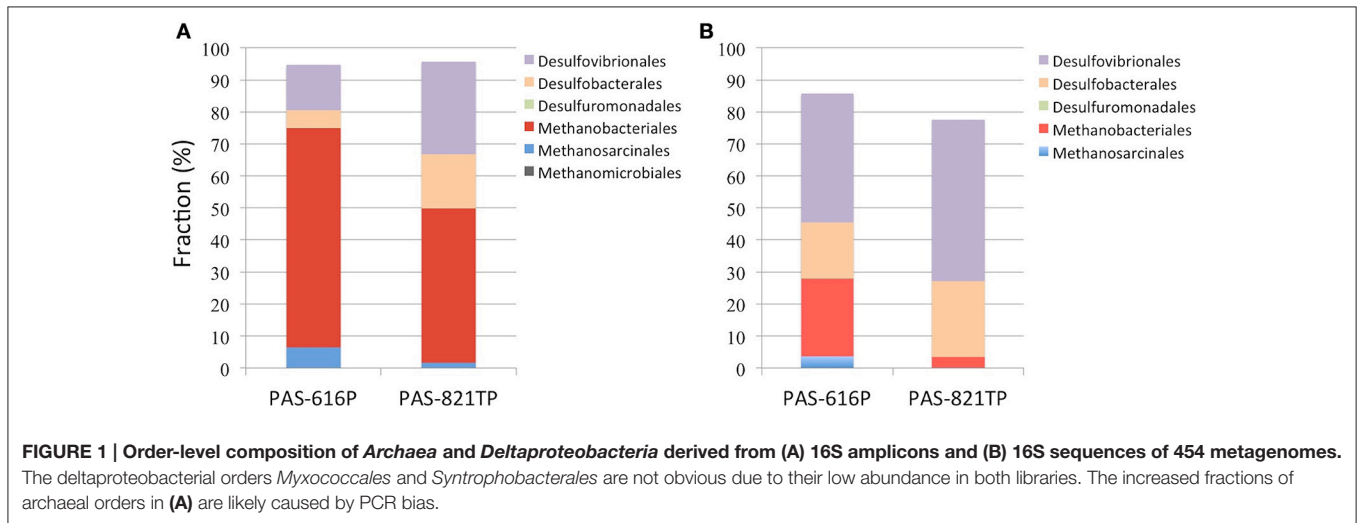 A
Fraction (%)
100
90
80
70
60
50
40
30
20
10
0
PAS-616P PAS-821TP
Desulfovibrionales
Desulfobacterales
Desulfuromonadales
Methanobacteriales
Methanosarcinales
Methanomicrobiales
B
100
90
80
70
60
50
40
30
20
10
0
PAS-616P PAS-821TP
Desulfovibrionales
Desulfobacterales
Desulfuromonadales
Methanobacteriales
Methanosarcinales
FIGURE 1 | Order-level composition of Archaea and Deltaproteobacteria derived from (A) 16S amplicons and (B) 16S sequences of 454 metagenomes.
The deltaproteobacterial orders Myxococcales and Syntrophobacterales are not obvious due to their low abundance in both libraries. The increased fractions of
archaeal orders in (A) are likely caused by PCR bias.